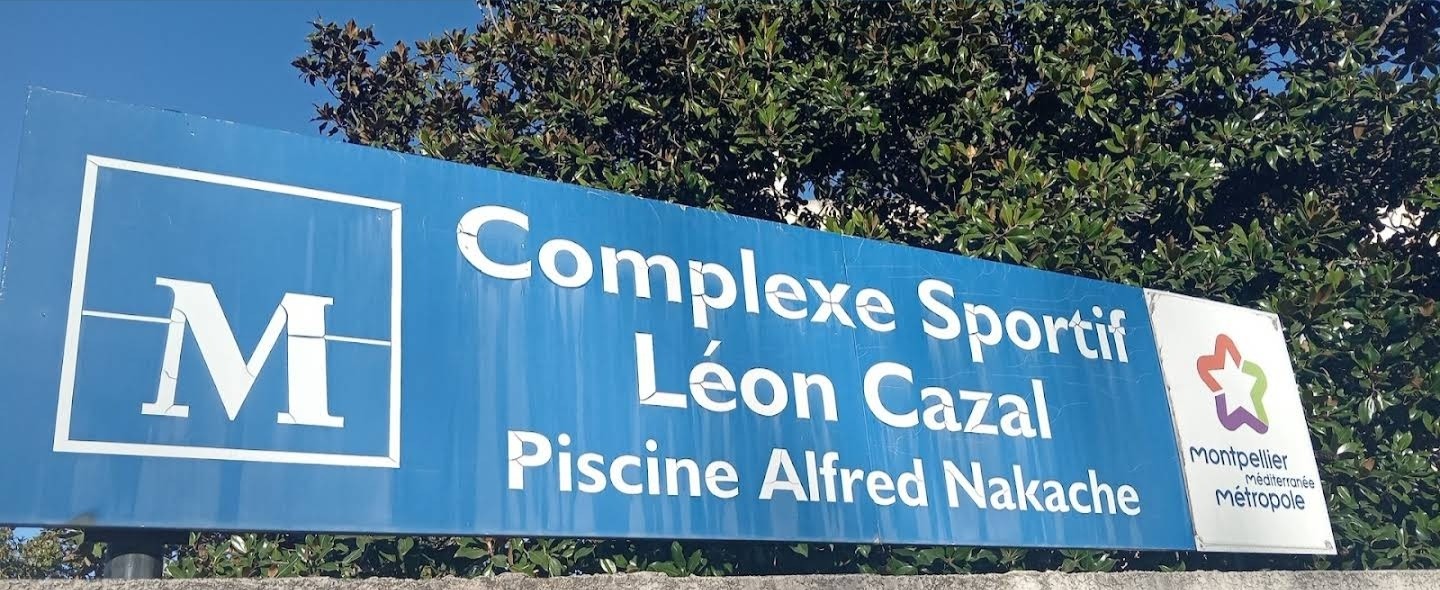 M
Complexe Sportif
Léon Cazal
Piscine Alfred Nakache
montpellier
méditerranée
métropole